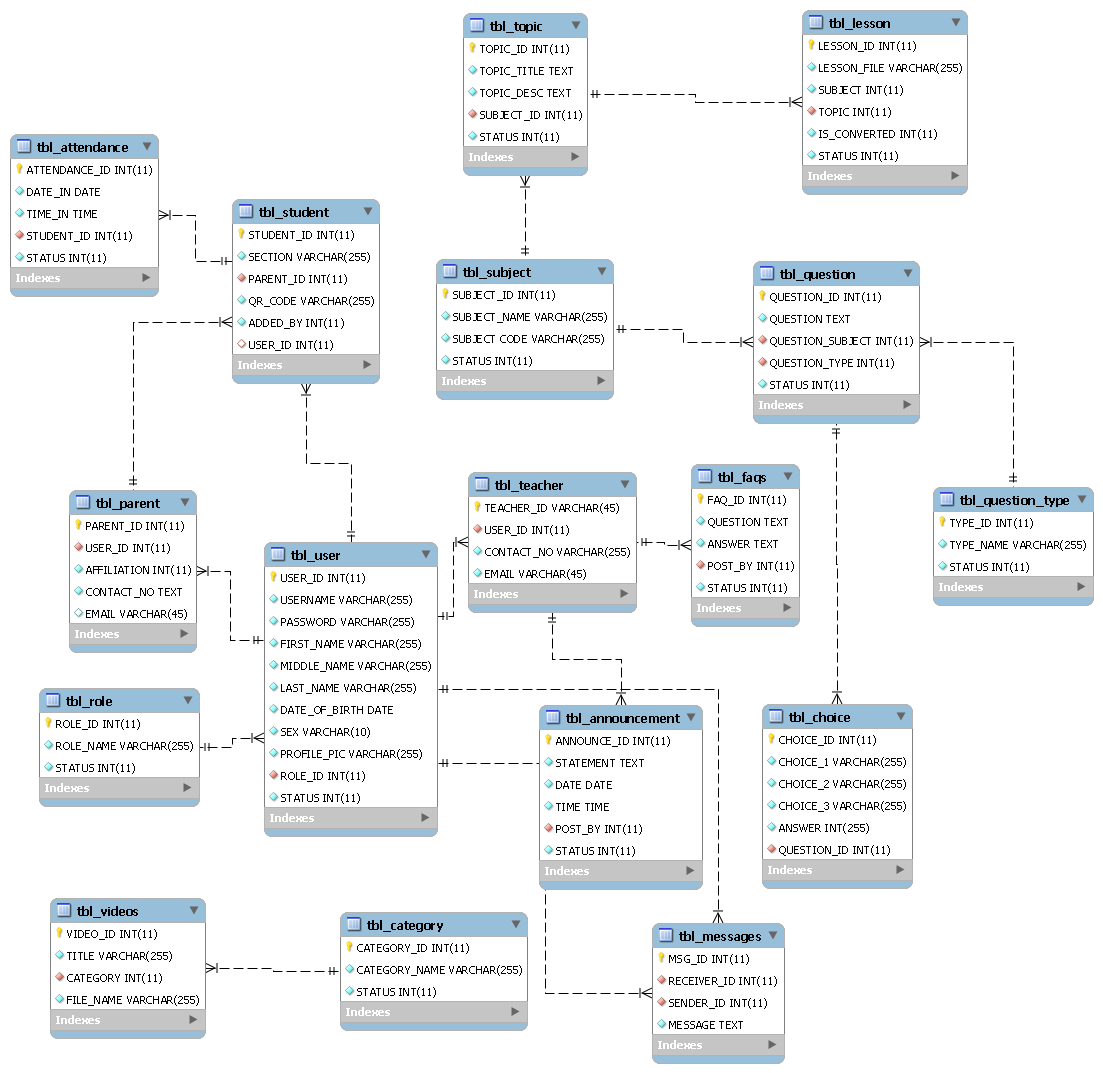 tbl_topic
TOPIC_ID INT(11)
TOPIC_TITLE TEXT
TOPIC_DESC TEXT
SUBJECT_ID INT(11)
STATUS INT(11)
Indexes
tbl_lesson
LESSON_ID INT(11)
LESSON_FILE VARCHAR(255)
SUBJECT INT(11)
TOPIC INT(11)
IS_CONVERTED INT(11)
STATUS INT(11)
Indexes
tbl_attendance
ATTENDANCE_ID INT(11)
DATE_IN DATE
TIME_IN TIME
STUDENT_ID INT(11)
STATUS INT(11)
Indexes
tbl_student
STUDENT_ID INT(11)
SECTION VARCHAR(255)
PARENT_ID INT(11)
QR_CODE VARCHAR(255)
ADDED_BY INT(11)
USER_ID INT(11)
Indexes
tbl_subject
SUBJECT_ID INT(11)
SUBJECT_NAME VARCHAR(255)
SUBJECT CODE VARCHAR(255)
STATUS INT(11)
Indexes
tbl_question
QUESTION_ID INT(11)
QUESTION TEXT
QUESTION_SUBJECT INT(11)
QUESTION_TYPE INT(11)
STATUS INT(11)
Indexes
tbl_parent
PARENT_ID INT(11)
USER_ID INT(11)
AFFILIATION INT(11)
CONTACT_NO TEXT
EMAIL VARCHAR(45)
Indexes
tbl_user
USER_ID INT(11)
USERNAME VARCHAR(255)
PASSWORD VARCHAR(255)
FIRST_NAME VARCHAR(255)
MIDDLE_NAME VARCHAR(255)
LAST_NAME VARCHAR(255)
DATE_OF_BIRTH DATE
SEX VARCHAR(10)
PROFILE_PIC VARCHAR(255)
ROLE_ID INT(11)
STATUS INT(11)
Indexes
tbl_teacher
TEACHER_ID VARCHAR(45)
USER_ID INT(11)
CONTACT_NO VARCHAR(255)
EMAIL VARCHAR(45)
Indexes
tbl_faqs
FAQ_ID INT(11)
QUESTION TEXT
ANSWER TEXT
POST_BY INT(11)
STATUS INT(11)
Indexes
tbl_question_type
TYPE_ID INT(11)
TYPE_NAME VARCHAR(255)
STATUS INT(11)
Indexes
tbl_role
ROLE_ID INT(11)
ROLE_NAME VARCHAR(255)
STATUS INT(11)
Indexes
tbl_announcement
ANNOUNCE_ID INT(11)
STATEMENT TEXT
DATE DATE
TIME TIME
POST_BY INT(11)
STATUS INT(11)
Indexes
tbl_choice
CHOICE_ID INT(11)
CHOICE_1 VARCHAR(255)
CHOICE_2 VARCHAR(255)
CHOICE_3 VARCHAR(255)
ANSWER INT(255)
QUESTION_ID INT(11)
Indexes
tbl_videos
VIDEO_ID INT(11)
TITLE VARCHAR(255)
CATEGORY INT(11)
FILE_NAME VARCHAR(255)
Indexes
tbl_category
CATEGORY_ID INT(11)
CATEGORY_NAME VARCHAR(255)
STATUS INT(11)
Indexes
tbl_messages
MSG_ID INT(11)
RECEIVER_ID INT(11)
SENDER_ID INT(11)
MESSAGE TEXT
Indexes